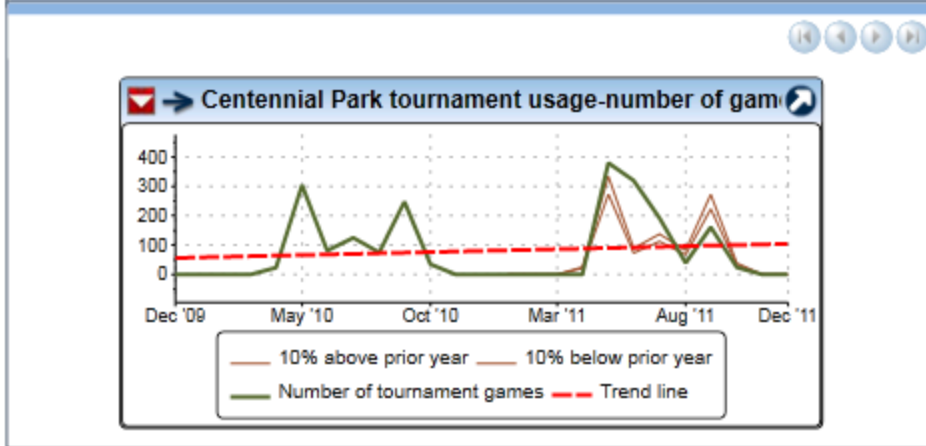 Centennial Park tournament usage-number of gam
400
300
200
100
0
Dec '09 May '10 Oct '10 Mar '11 Aug '11 Dec '11
10% above prior year 10% below prior year
Number of tournament games Trend line